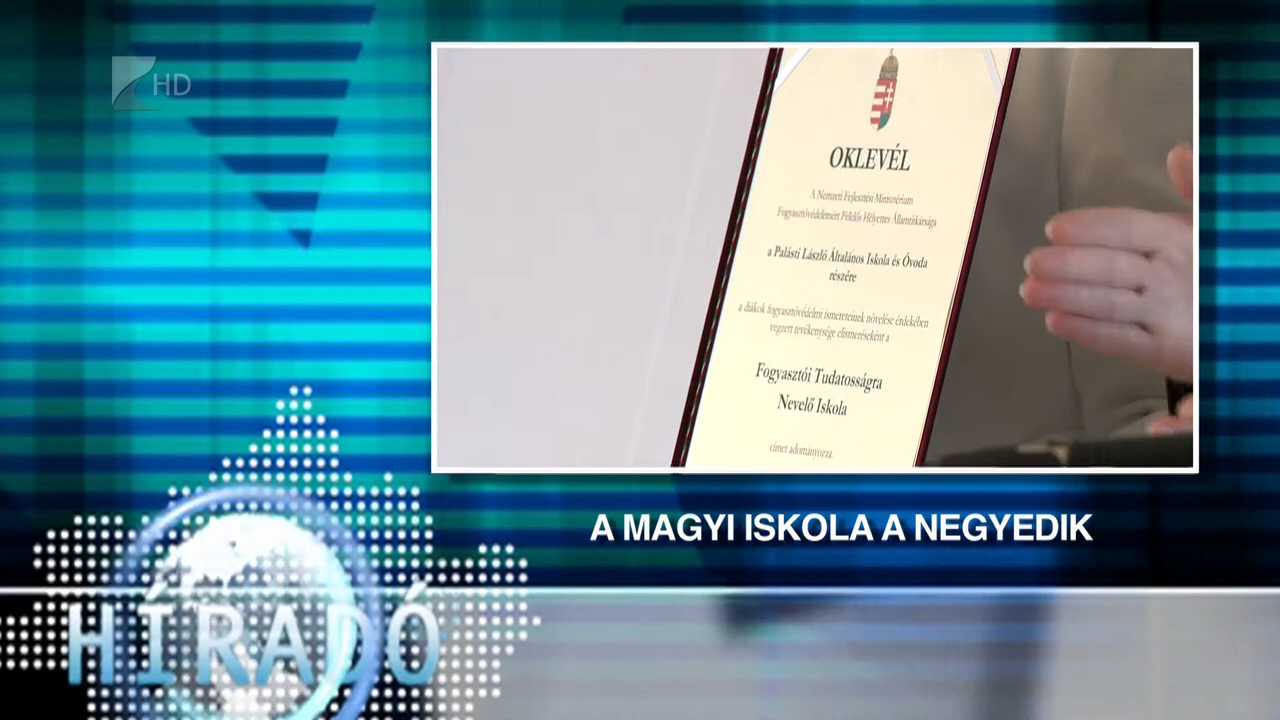 HD
OKLEVÉL
A Nemzeti Fejlesztési Minisztérium
Fogyasztóvédelemért Felelős Helyettes Államtitkársága
a Palásti László Általános Iskola és Óvoda
részére
a diákok fogyasztóvédelmi ismereteinek növelése érdekében
végzett tevékenysége elismeréseként a
Fogyasztói Tudatosságra
Nevelő Iskola
címet adományozza
A MAGYI ISKOLA A NEGYEDIK
HÍRADÓ